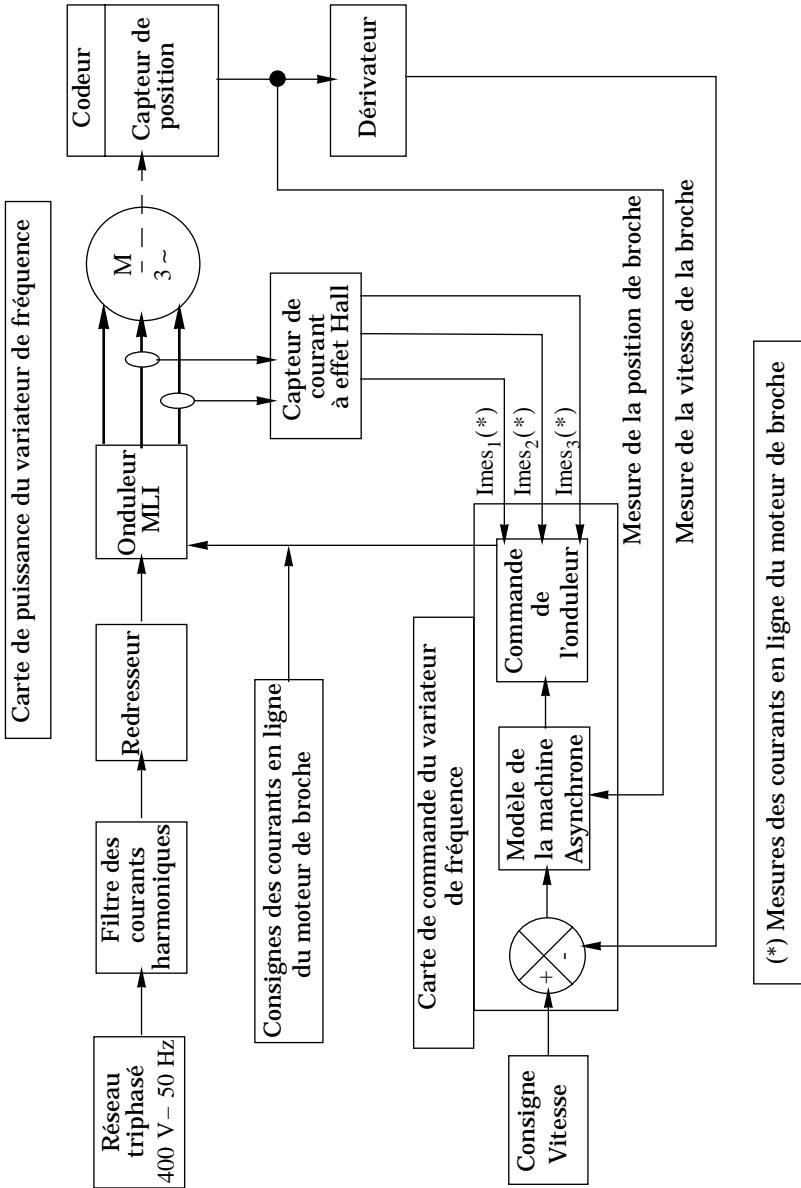 Carte de puissance du variateur de fréquence
Réseau
triphasé
400 V – 50 Hz
Filtre des
courants
harmoniques
Redresseur
Onduleur
MLI
M
3 ~
Codeur
Capteur de
position
Dérivateur
Capteur de
courant
à effet Hall
Consignes des courants en ligne
du moteur de broche
Imes1(*)
Imes2(*)
Imes3(*)
Carte de commande du variateur
de fréquence
Consigne
Vitesse
+
-
Modèle de
la machine
Asynchrone
Commande
de
l'onduleur
Mesure de la position de broche
Mesure de la vitesse de la broche
(*) Mesures des courants en ligne du moteur de broche